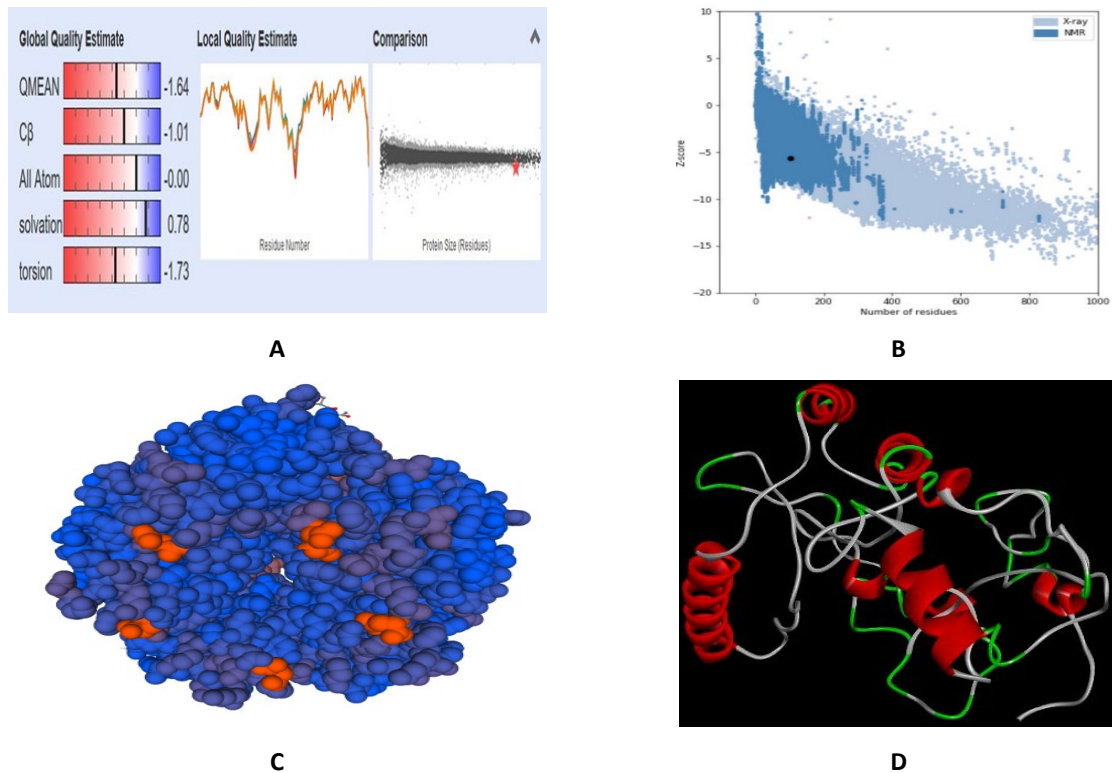 Global Quality Estimate
Local Quality Estimate
Comparison
QMEAN -1.64
Cβ -1.01
All Atom -0.00
solvation 0.78
torsion -1.73
Residue Number
Protein Size (Residues)
A
10
5
0
−5
−10
−15
−20
0 200 400 600 800 1000
Z-score
Number of residues
X-ray
NMR
B
C
D